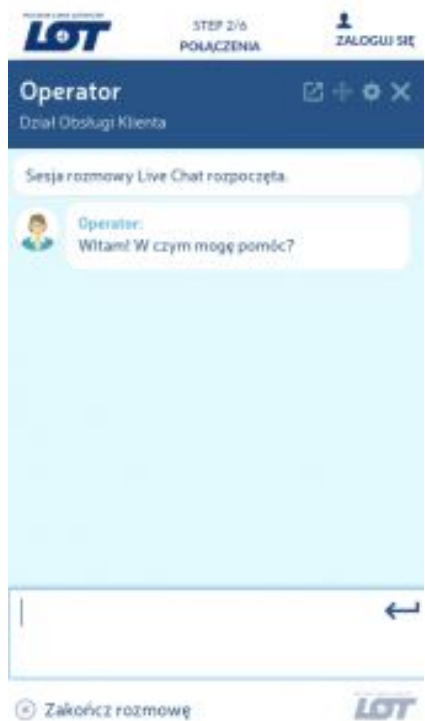 LOT
STEP 2/6
POŁĄCZENIA
ZALOGUJ SIĘ
Operator
Dział Obsługi Klienta
Sesja rozmowy Live Chat rozpoczęta.
Operator:
Witam! W czym mogę pomóc?
Zakończ rozmowę
LOT